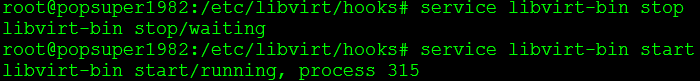 root@popsuper1982:/etc/libvirt/hooks# service libvirt-bin stop
libvirt-bin stop/waiting
root@popsuper1982:/etc/libvirt/hooks# service libvirt-bin start
libvirt-bin start/running, process 315